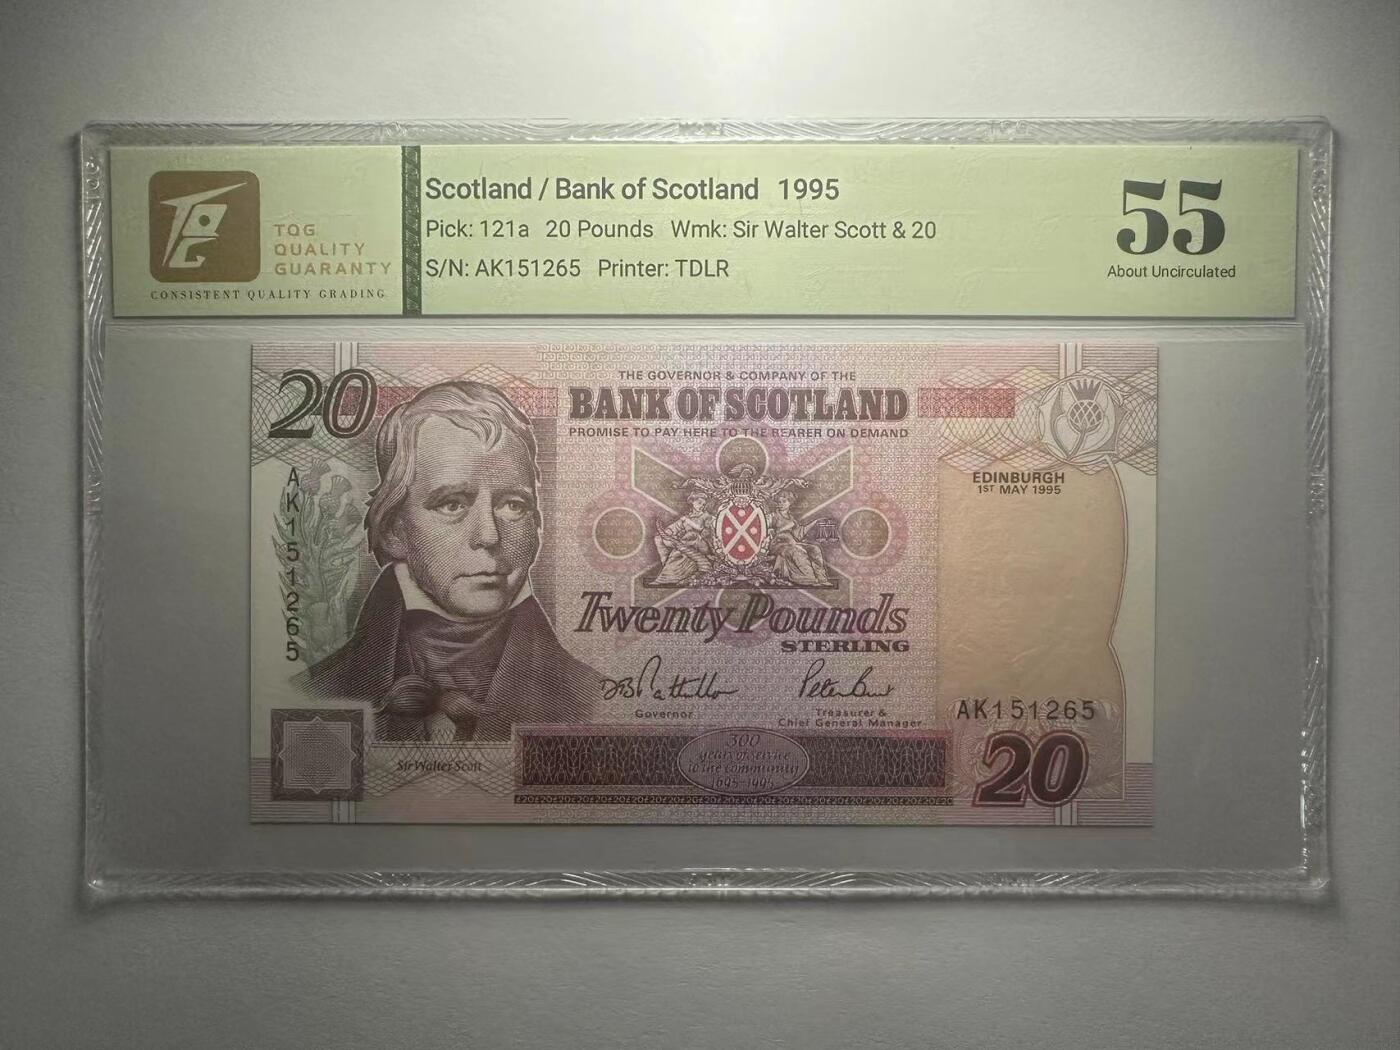 TQG
QUALITY
GUARANTY
CONSISTENT QUALITY GRADING
Scotland / Bank of Scotland 1995
Pick: 121a 20 Pounds Wmk: Sir Walter Scott & 20
S/N: AK151265 Printer: TDLR
55
About Uncirculated
20
THE GOVERNOR & COMPANY OF THE
BANK OF SCOTLAND
PROMISE TO PAY HERE TO THE BEARER ON DEMAND
EDINBURGH
1ST MAY 1995
AK151265
Twenty Pounds
STERLING
Governor
Treasurer &
Chief General Manager
AK151265
Sir Walter Scott
300
years of service
to the community
1695-1995
20